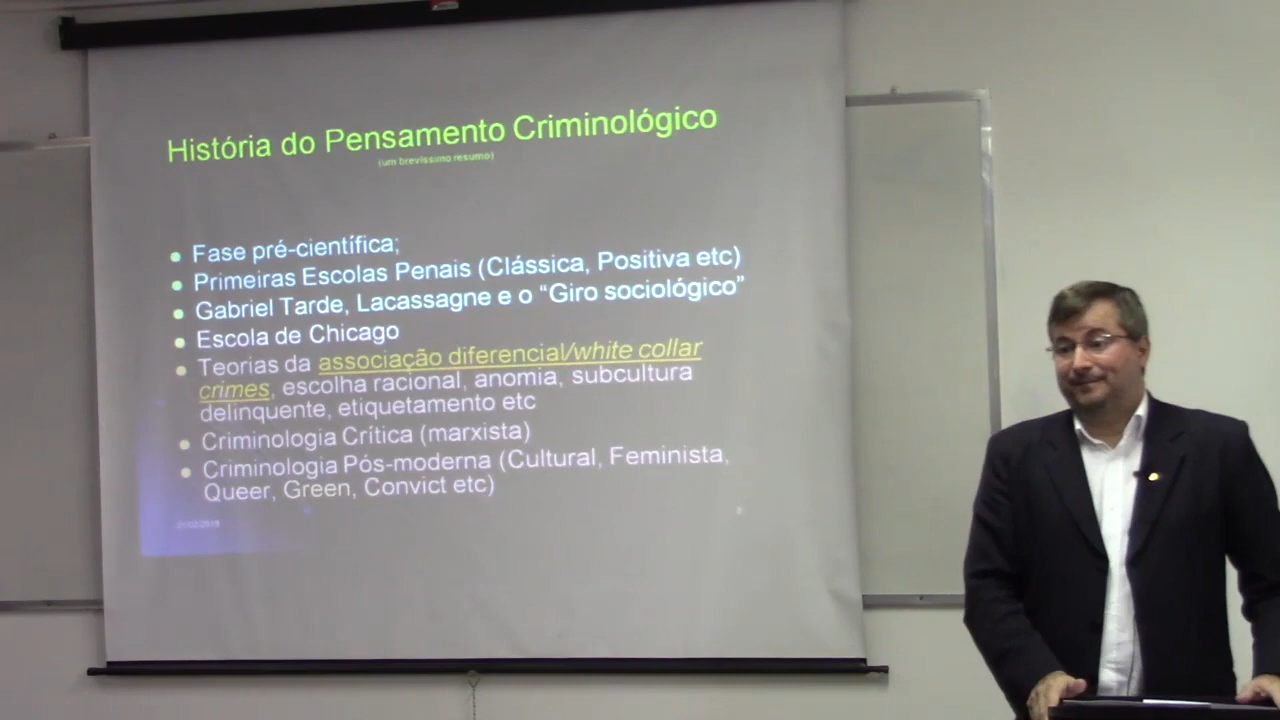 História do Pensamento Criminológico
(um brevíssimo resumo)
Fase pré-científica;
Primeiras Escolas Penais (Clássica, Positiva etc)
Gabriel Tarde, Lacassagne e o “Giro sociológico”
Escola de Chicago
Teorias da associação diferencial/white collar
crimes, escolha racional, anomia, subcultura
delinquente, etiquetamento etc
Criminologia Crítica (marxista)
Criminologia Pós-moderna (Cultural, Feminista,
Queer, Green, Convict etc)